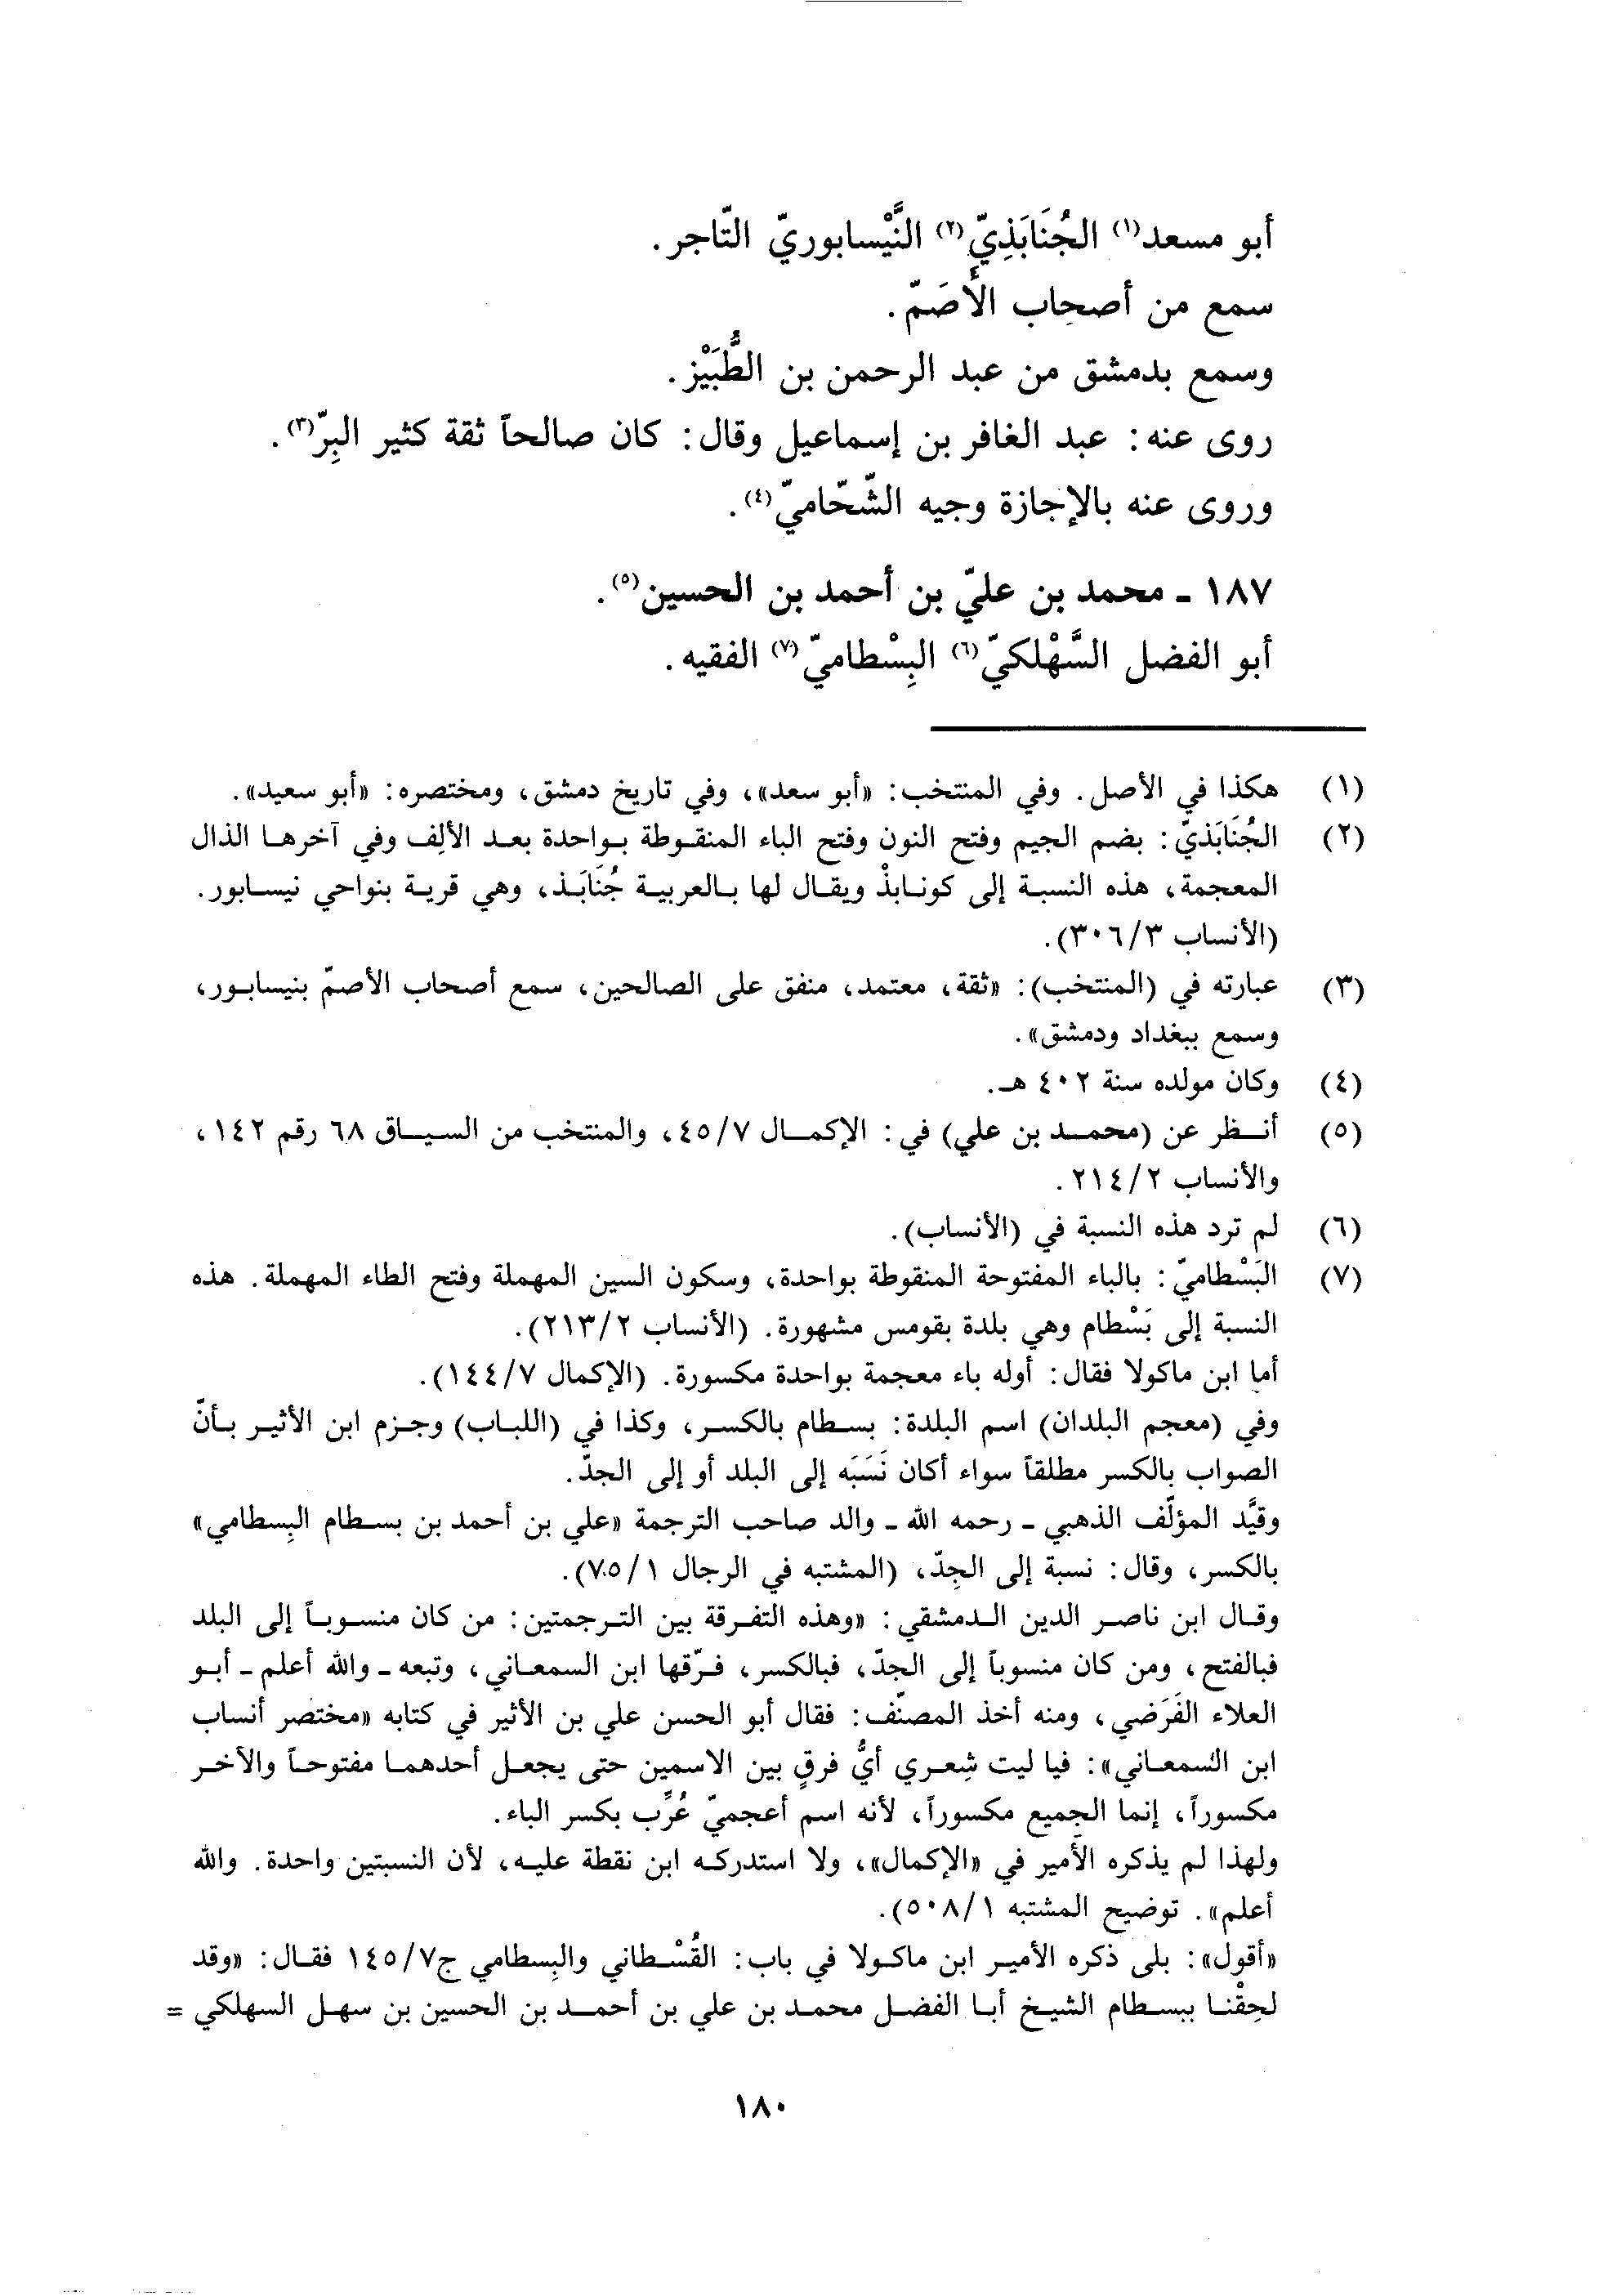 أبو مسعد(١) الجُنَابَذِيّ(٢) النَّيْسابوريّ التّاجر.
سمع من أصحاب الأَصَمّ.
وسمع بدمشق من عبد الرحمن بن الطُّبَيْز.
روى عنه: عبد الغافر بن إسماعيل وقال: كان صالحاً ثقة كثير البِرّ(٣).
وروى عنه بالإجازة وجيه الشّحّاميّ(٤).
١٨٧ ـ محمد بن عليّ بن أحمد بن الحسين(٥).
أبو الفضل السَّهْلكيّ(٦) البِسْطاميّ(٧) الفقيه.
(١) هكذا في الأصل. وفي المنتخب: «أبو سعد»، وفي تاريخ دمشق، ومختصره: «أبو سعيد».
(٢) الجُنَابَذيّ: بضم الجيم وفتح النون وفتح الباء المنقوطة بواحدة بعد الألِف وفي آخرها الذال
المعجمة، هذه النسبة إلى كونابذْ ويقال لها بالعربية جُنَابَذ، وهي قرية بنواحي نيسابور.
(الأنساب ٣٠٦/٣).
(٣) عبارته في (المنتخب): «ثقة، معتمد، منفق على الصالحين، سمع أصحاب الأصمّ بنيسابور،
وسمع ببغداد ودمشق».
(٤) وكان مولده سنة ٤٠٢ هـ.
(٥) أنظر عن (محمد بن علي) في: الإكمال ٤٥/٧، والمنتخب من السياق ٦٨ رقم ١٤٢،
والأنساب ٢١٤/٢.
(٦) لم ترد هذه النسبة في (الأنساب).
(٧) البَسْطاميّ: بالباء المفتوحة المنقوطة بواحدة، وسكون السين المهملة وفتح الطاء المهملة. هذه
النسبة إلى بَسْطام وهي بلدة بقومس مشهورة. (الأنساب ٢١٣/٢).
أما ابن ماكولا فقال: أوله باء معجمة بواحدة مكسورة. (الإكمال ١٤٤/٧).
وفي (معجم البلدان) اسم البلدة: بسطام بالكسر، وكذا في (اللباب) وجزم ابن الأثير بأنّ
الصواب بالكسر مطلقاً سواء أكان نَسَبَه إلى البلد أو إلى الجدّ.
وقيَّد المؤلّف الذهبي ـ رحمه الله ـ والد صاحب الترجمة «علي بن أحمد بن بسطام البِسطامي»
بالكسر، وقال: نسبة إلى الجِدّ، (المشتبه في الرجال ٧٥/١).
وقال ابن ناصر الدين الدمشقي: «وهذه التفرقة بين الترجمتين: من كان منسوباً إلى البلد
فبالفتح، ومن كان منسوباً إلى الجدّ، فبالكسر، فرّقها ابن السمعاني، وتبعه ـ والله أعلم ـ أبو
العلاء الفَرَضي، ومنه أخذ المصنّف: فقال أبو الحسن علي بن الأثير في كتابه «مختصر أنساب
ابن السمعاني»: فيا ليت شِعري أيُّ فرقٍ بين الاسمين حتى يجعل أحدهما مفتوحاً والآخر
مكسوراً، إنما الجميع مكسوراً، لأنه اسم أعجميّ عُرِّب بكسر الباء.
ولهذا لم يذكره الأمير في «الإكمال»، ولا استدركه ابن نقطة عليه، لأن النسبتين واحدة. والله
أعلم». توضيح المشتبه ٥٠٨/١).
«أقول»: بلى ذكره الأمير ابن ماكولا في باب: القُسْطاني والبِسطامي ج١٤٥/٧ فقال: «وقد
لحِقْنا ببسطام الشيخ أبا الفضل محمد بن علي بن أحمد بن الحسين بن سهل السهلكي =
١٨٠